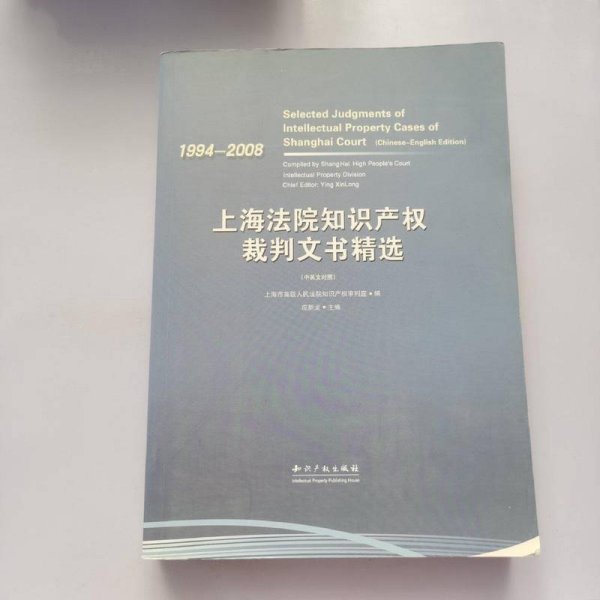 Selected Judgments of
Intellectual Property Cases of
Shanghai Court (Chinese-English Edition)
1994—2008
Compiled by ShangHai High People's Court
Intellectual Property Division
Chief Editor: Ying XinLong
上海法院知识产权
裁判文书精选
(中英文对照)
上海市高级人民法院知识产权审判庭·编
应新龙·主编
知识产权出版社
Intellectual Property Publishing House